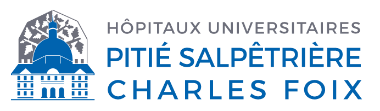 HÔPITAUX UNIVERSITAIRES
PITIÉ SALPÊTRIÈRE
CHARLES FOIX